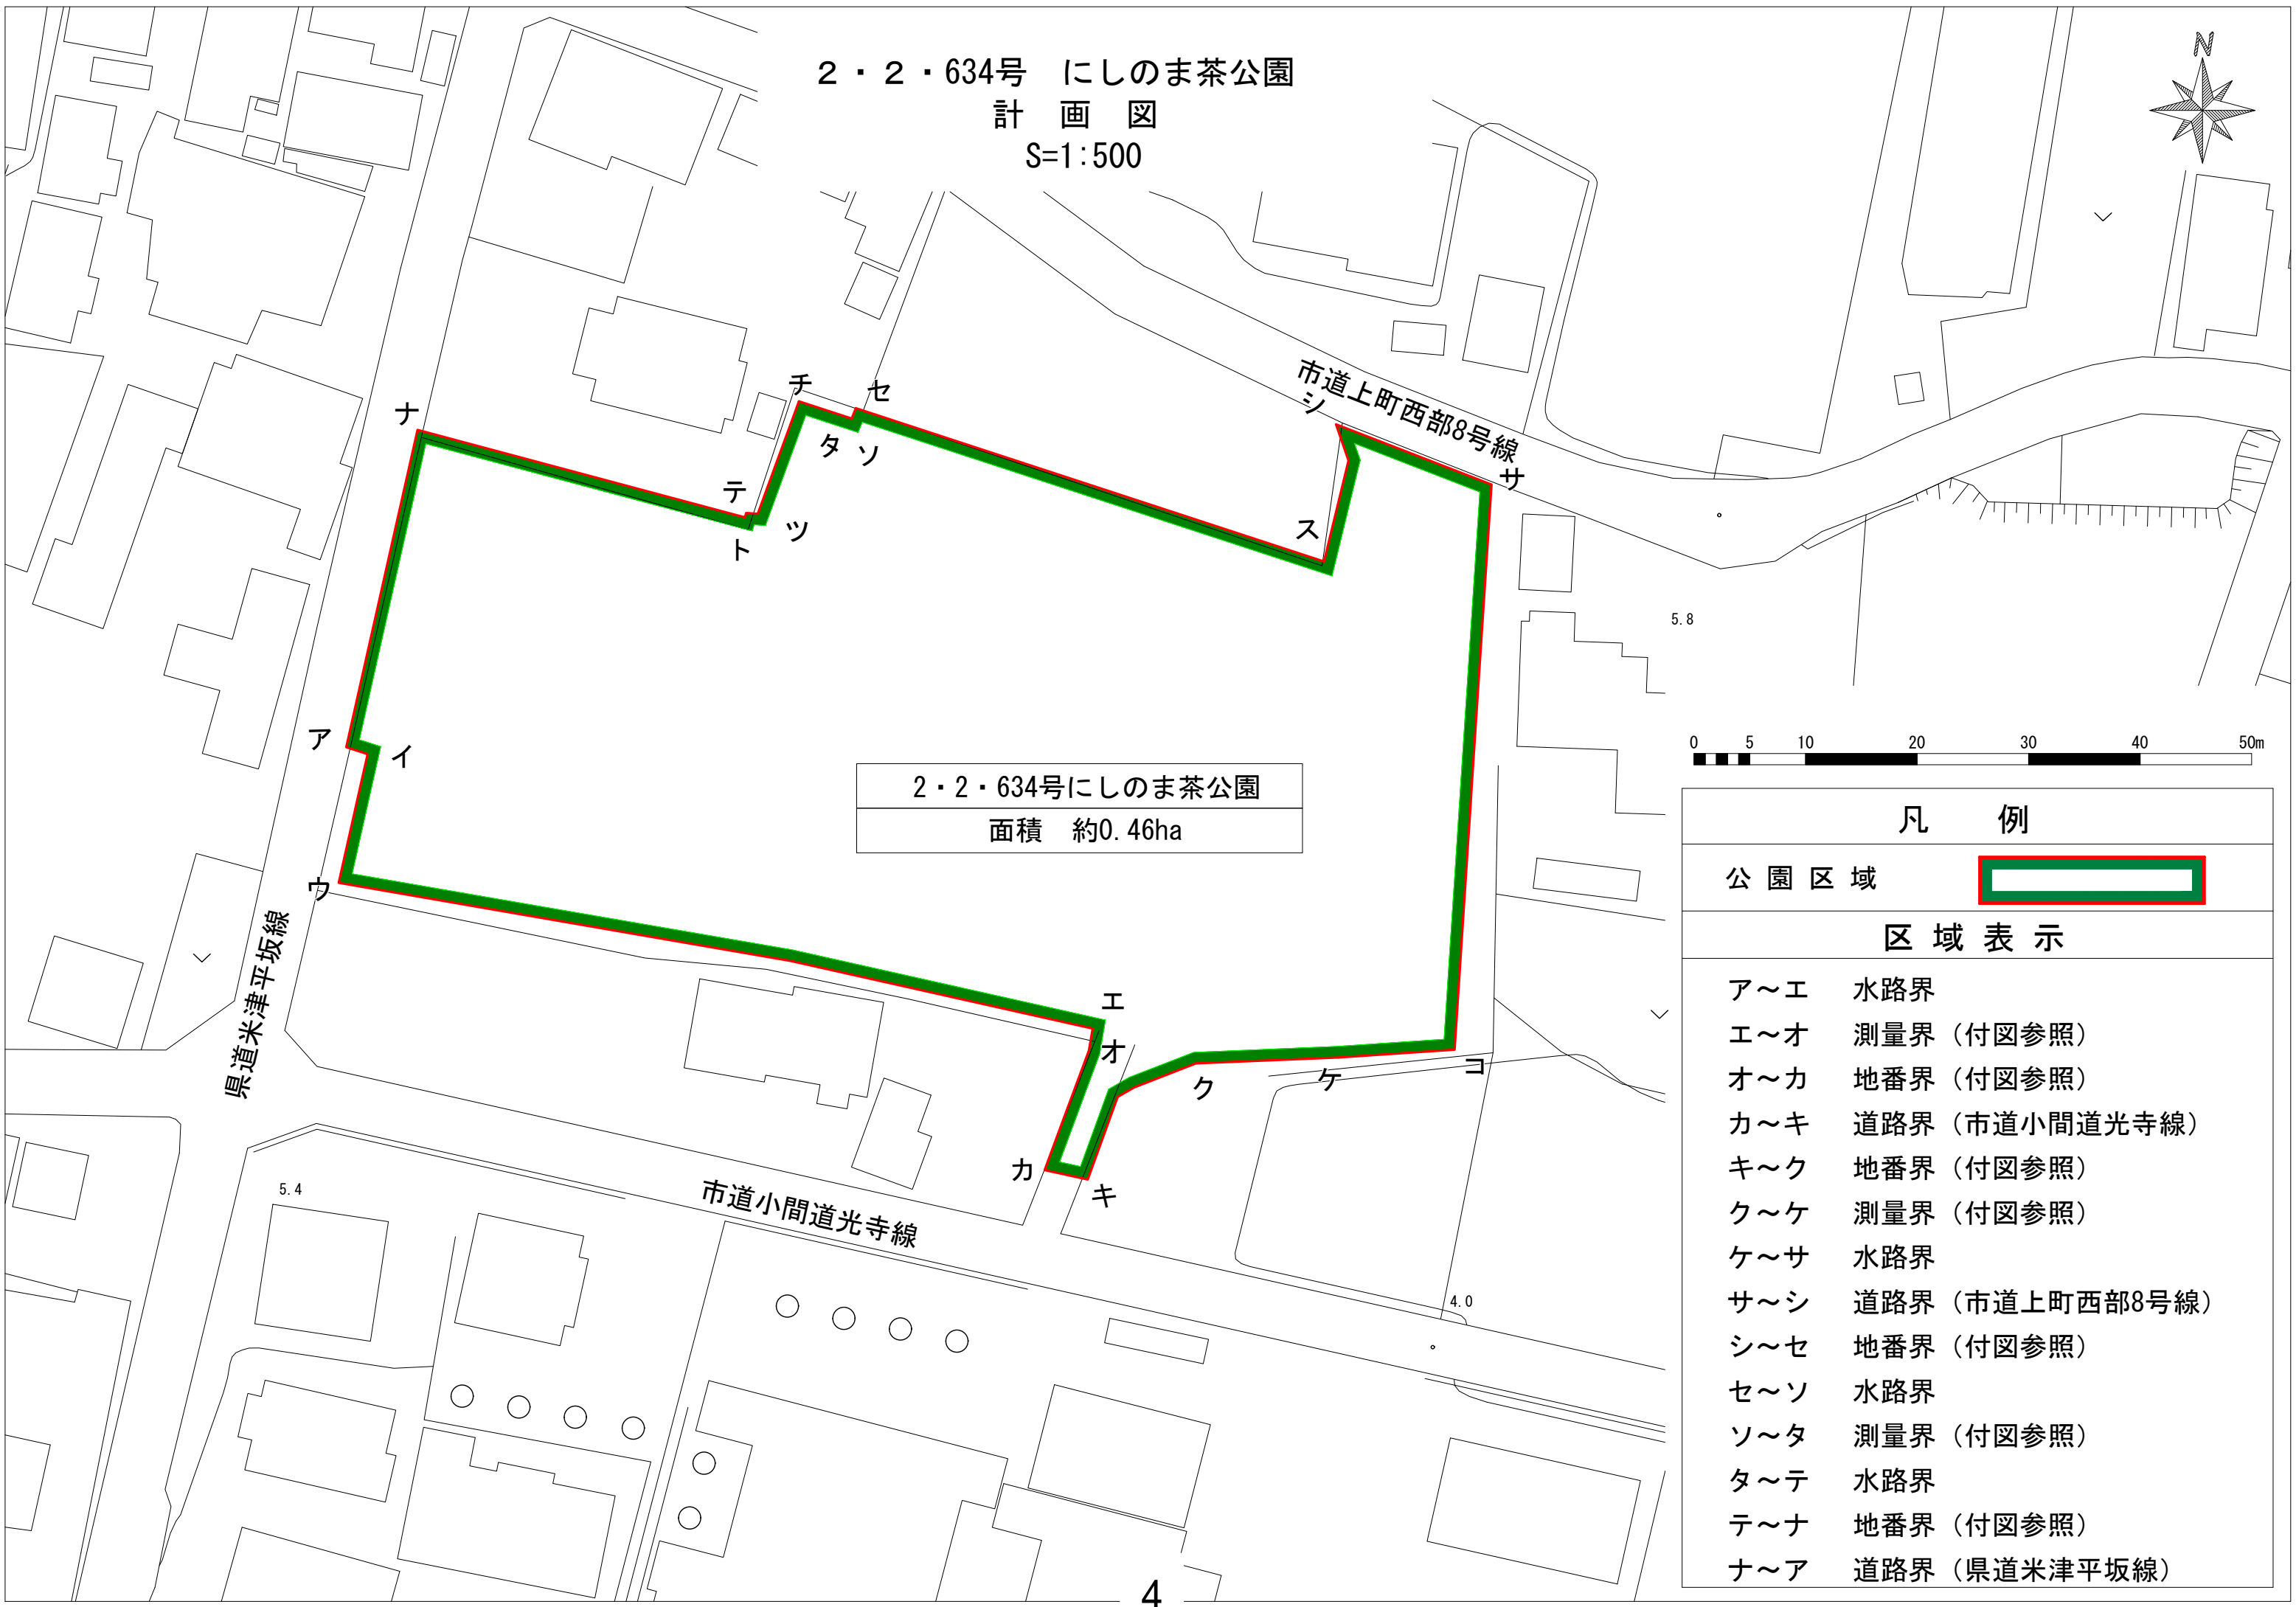 2・2・634号　にしのま茶公園
計　画　図
S=1:500
N
市道上町西部8号線
チ
セ
ナ
シ
タ
ソ
サ
テ
ツ
ト
ス
5.8
ア
イ
0 5 10 20 30 40 50m
2・2・634号にしのま茶公園
面積　約0.46ha
ウ
県道米津平坂線
エ
オ
ク
ケ
コ
カ
キ
市道小間道光寺線
5.4
4.0
凡　例
公園区域
区域表示
ア～エ　水路界
エ～オ　測量界（付図参照）
オ～カ　地番界（付図参照）
カ～キ　道路界（市道小間道光寺線）
キ～ク　地番界（付図参照）
ク～ケ　測量界（付図参照）
ケ～サ　水路界
サ～シ　道路界（市道上町西部8号線）
シ～セ　地番界（付図参照）
セ～ソ　水路界
ソ～タ　測量界（付図参照）
タ～テ　水路界
テ～ナ　地番界（付図参照）
ナ～ア　道路界（県道米津平坂線）
4